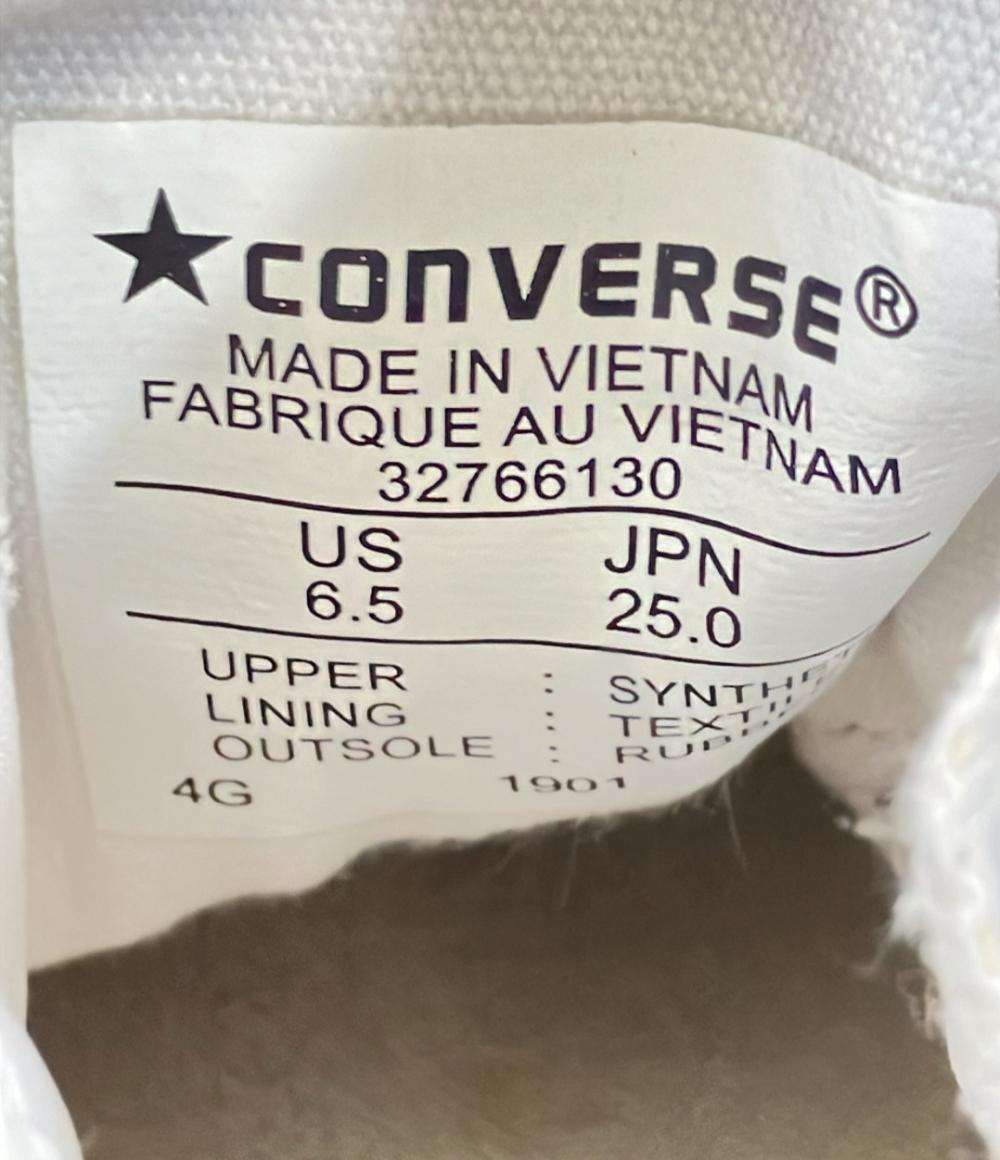 ★CONVERSE®
MADE IN VIETNAM
FABRIQUE AU VIETNAM
32766130
US JPN
6.5 25.0
UPPER :
LINING :
OUTSOLE :
4G 1901